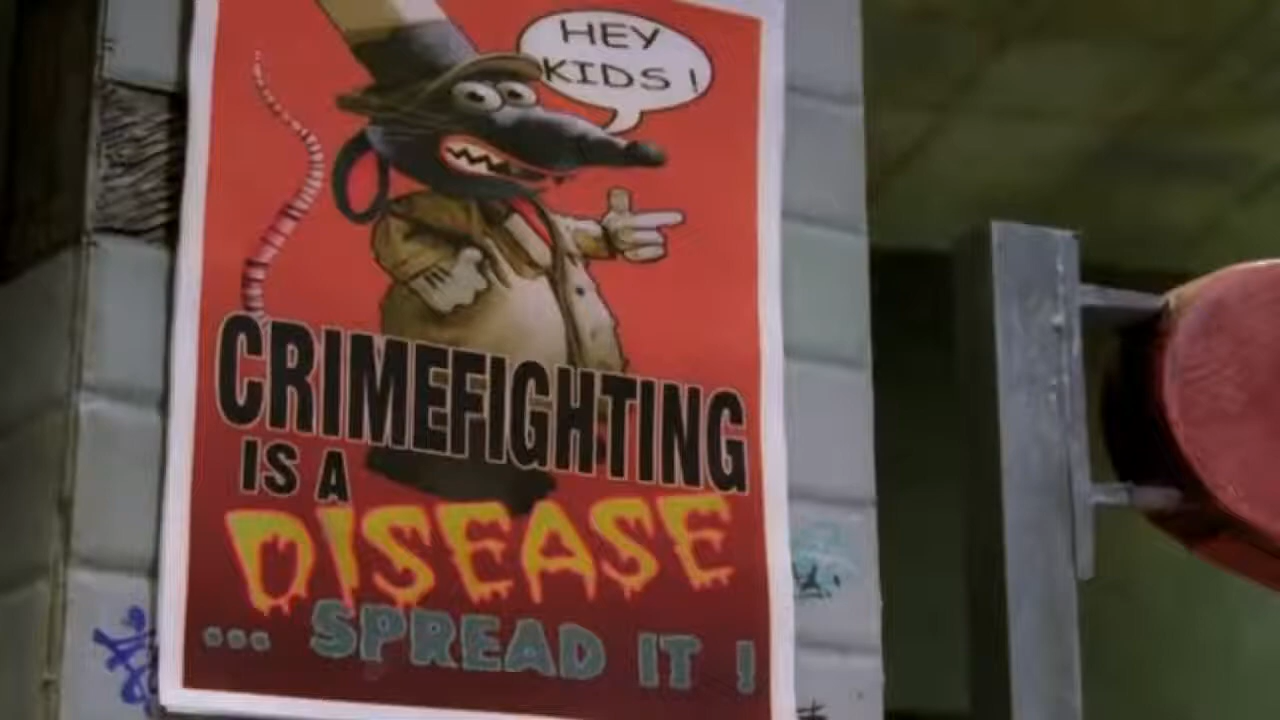 HEY
KIDS !
CRIMEFIGHTING
IS A
DISEASE
... SPREAD IT !